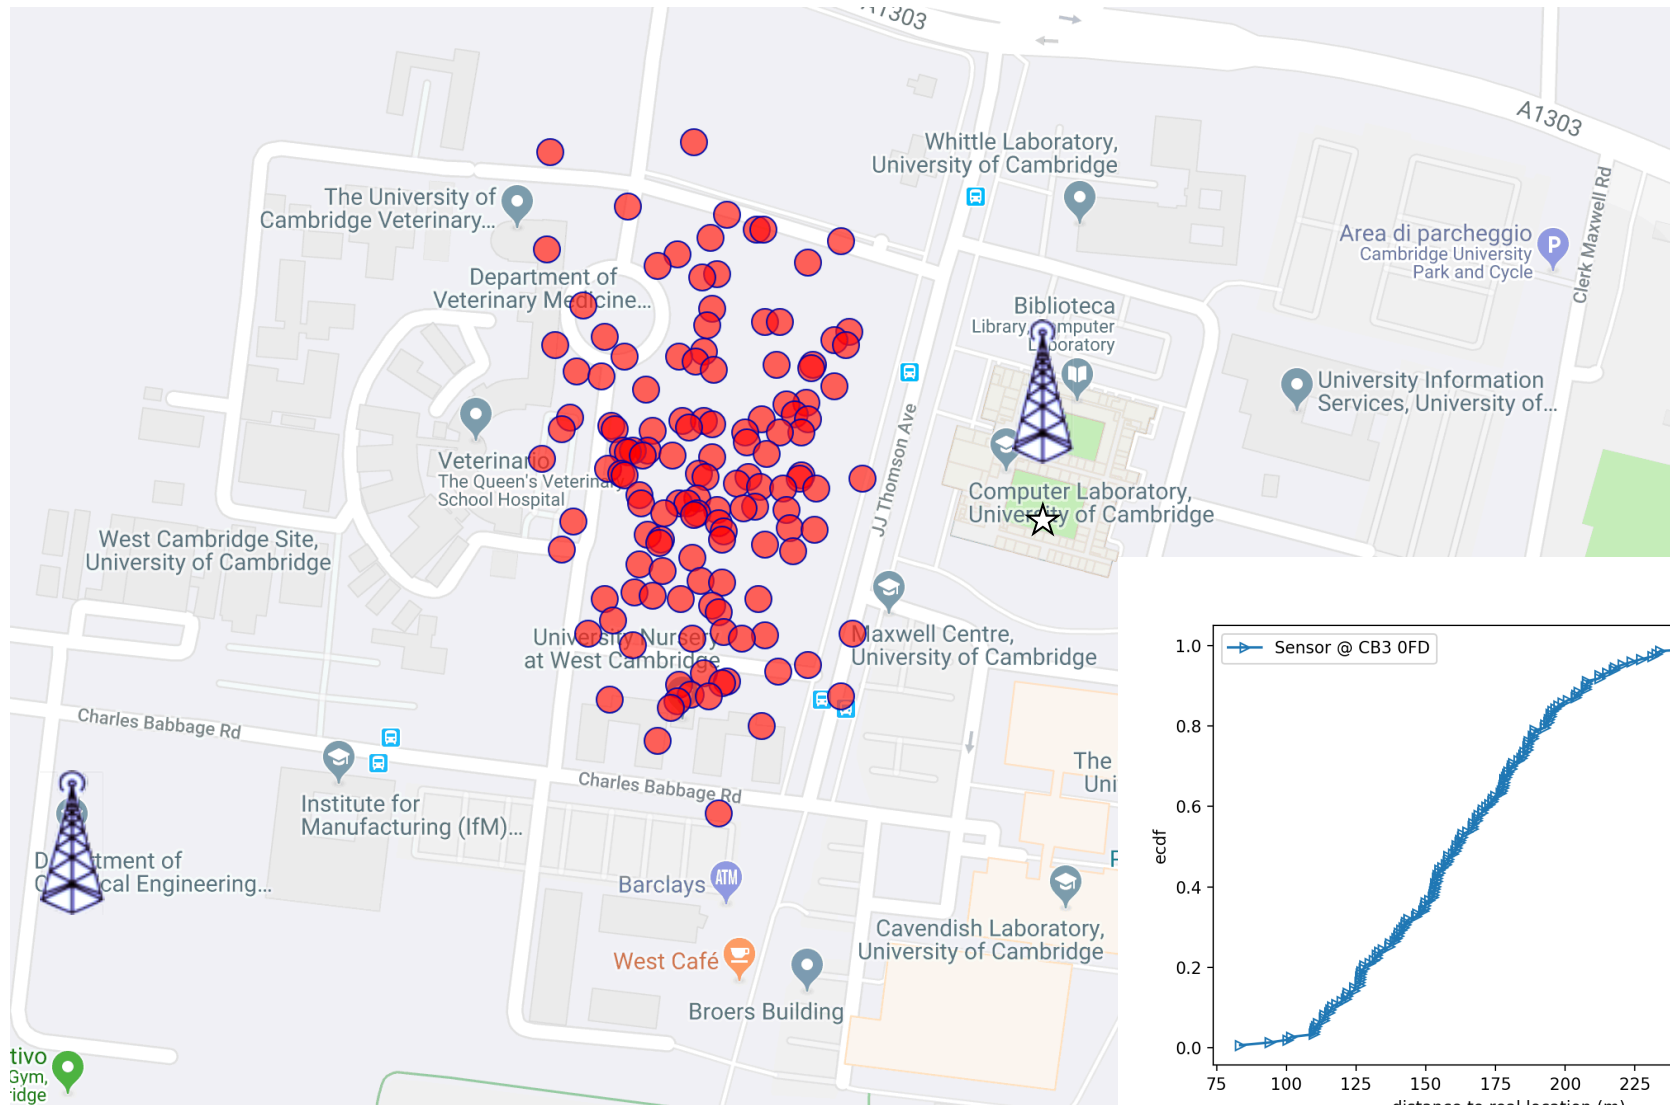 A1303
A1303
Whittle Laboratory,
University of Cambridge
The University of
Cambridge Veterinary...
Clerk Maxwell Rd
Area di parcheggio
Cambridge University
Park and Cycle
P
Department of
Veterinary Medicine...
Biblioteca
Library,
Laboratory
University Information
Services, University of...
JJ Thomson Ave
Veterinario
The Queen's Veterinary
School Hospital
Computer Laboratory,
University of Cambridge
West Cambridge Site,
University of Cambridge
University Nursery
at West Cambridge
Maxwell Centre,
University of Cambridge
Charles Babbage Rd
Charles Babbage Rd
The
Uni
Institute for
Manufacturing (IfM)...
Engineering...
Barclays
ATM
Cavendish Laboratory,
University of Cambridge
West Café
Broers Building
tivo
Gym,
ridge
Sensor @ CB3 0FD
1.0
0.8
0.6
0.4
0.2
0.0
ecdf
75 100 125 150 175 200 225
distance to real location (m)